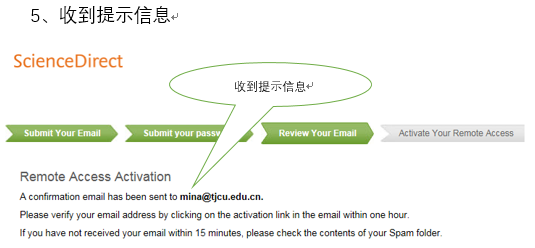 5、收到提示信息
ScienceDirect
收到提示信息
Submit Your Email
Submit your passw
Review Your Email
Activate Your Remote Access
Remote Access Activation
A confirmation email has been sent to mina@tjcu.edu.cn.
Please verify your email address by clicking on the activation link in the email within one hour.
If you have not received your email within 15 minutes, please check the contents of your Spam folder.